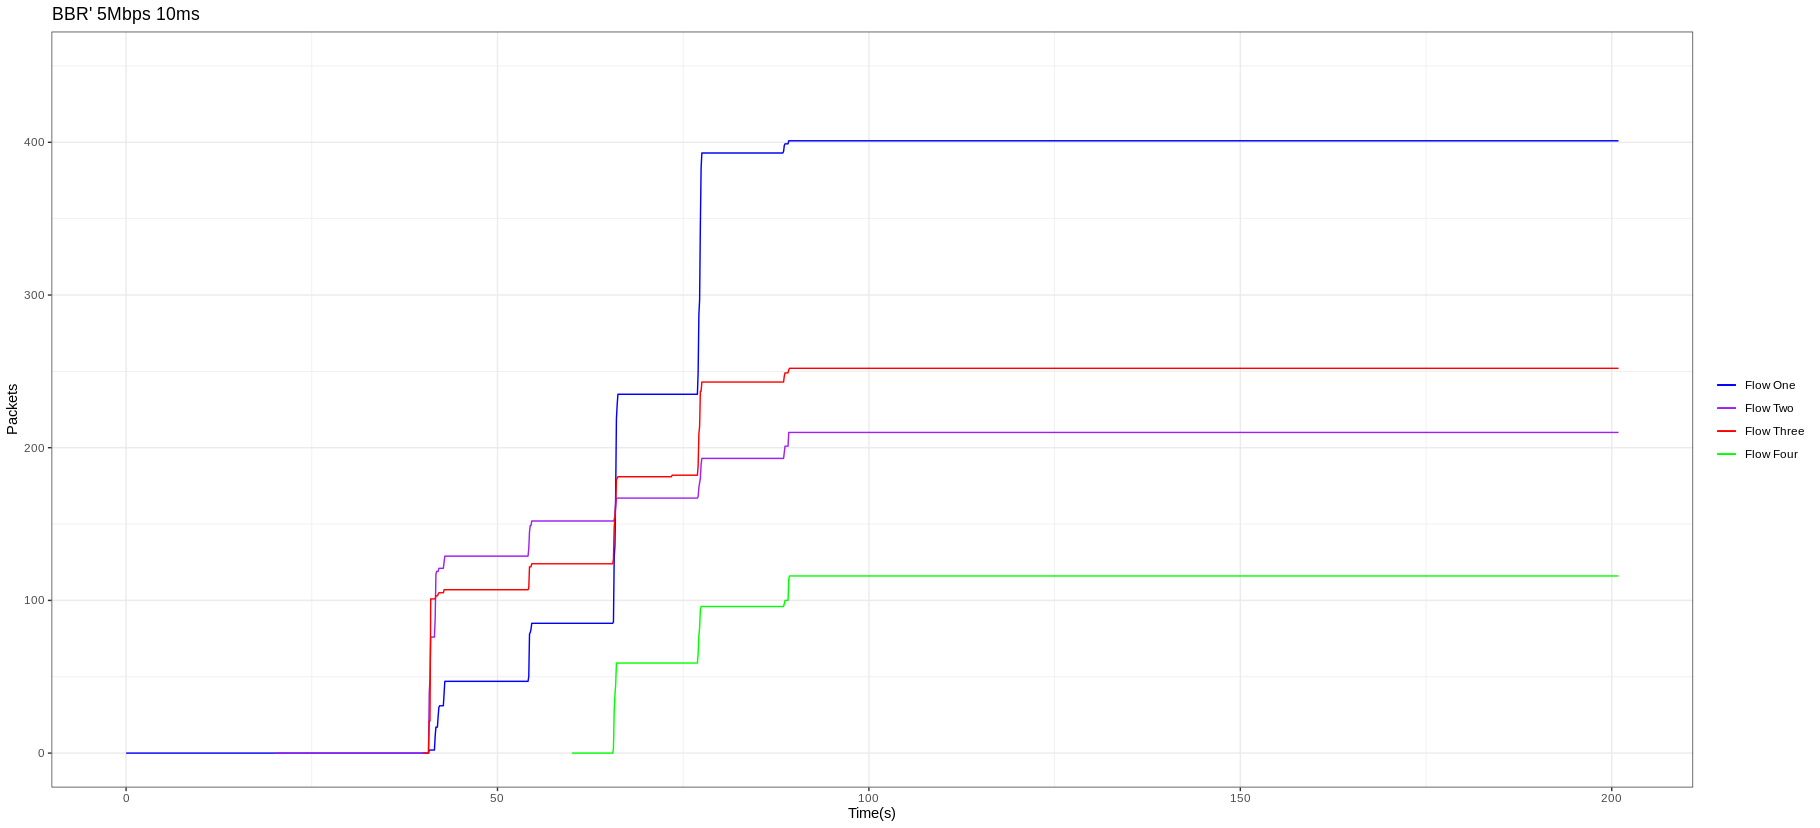 BBR' 5Mbps 10ms
Packets
400
300
200
100
0
0 50 100 150 200
Time(s)
Flow One
Flow Two
Flow Three
Flow Four